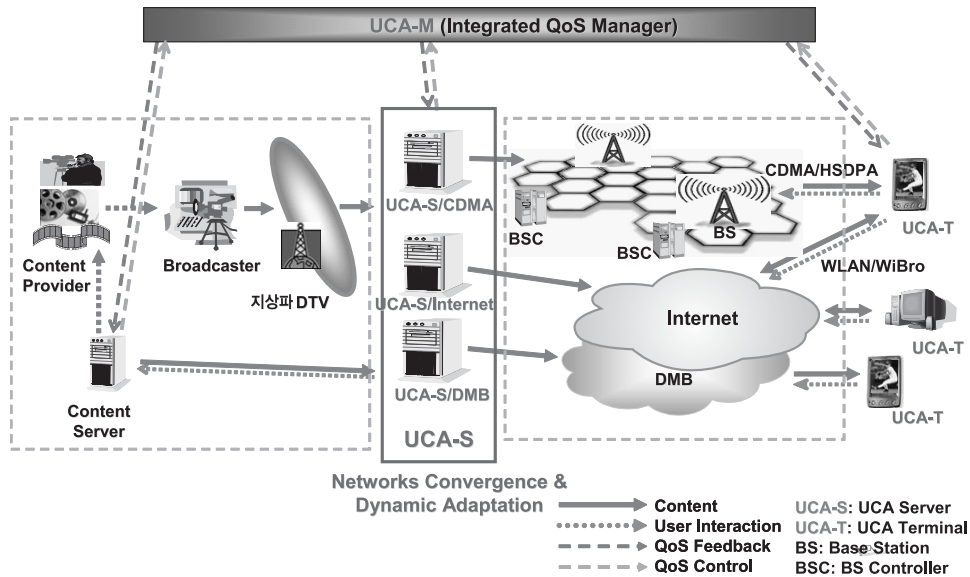 UCA-M (Integrated QoS Manager)
Content
Provider
Broadcaster
지상파 DTV
Content
Server
UCA-S/CDMA
UCA-S/Internet
UCA-S/DMB
UCA-S
Networks Convergence &
Dynamic Adaptation
BSC
BSC
BS
CDMA/HSDPA
UCA-T
WLAN/WiBro
Internet
DMB
UCA-T
UCA-T
Content
User Interaction
QoS Feedback
QoS Control
UCA-S: UCA Server
UCA-T: UCA Terminal
BS: Base Station
BSC: BS Controller